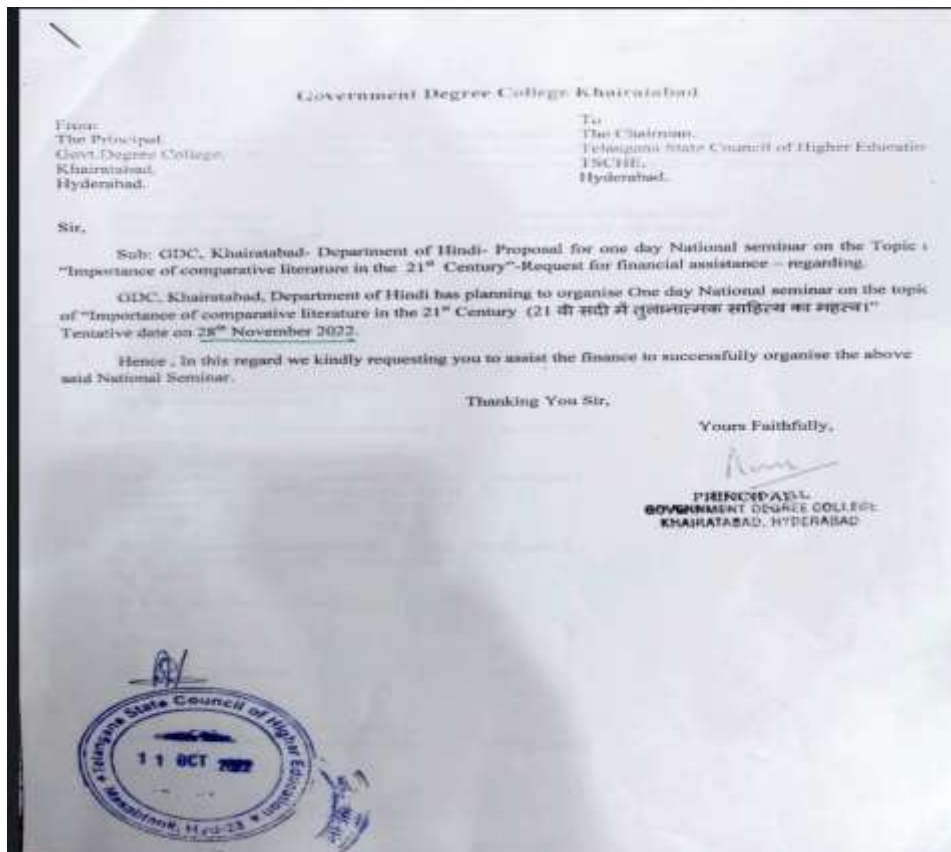 Government Degree College Khairatabad
From
The Principal,
Govt.Degree College,
Khairatabad,
Hyderabad.
To
The Chairman,
Telangana State Council of Higher Educatio
TSCHE,
Hyderabad.
Sir,
Sub: GDC, Khairatabad- Department of Hindi- Proposal for one day National seminar on the Topic
“Importance of comparative literature in the 21st Century”-Request for financial assistance – regarding.
GDC, Khairatabad, Department of Hindi has planning to organise One day National seminar on the topic
of “Importance of comparative literature in the 21st Century (21 वी सदी में तुलानात्मक साहित्य का महत्व।”
Tentative date on 28th November 2022.
Hence , In this regard we kindly requesting you to assist the finance to successfully organise the above
said National Seminar.
Thanking You Sir,
Yours Faithfully,
PRINCIPAL
GOVERNMENT DEGREE COLLEGE
KHAIRATABAD, HYDERABAD
Telangana State Council of Higher Education
11 OCT 2022
Masabtank, Hyd-28